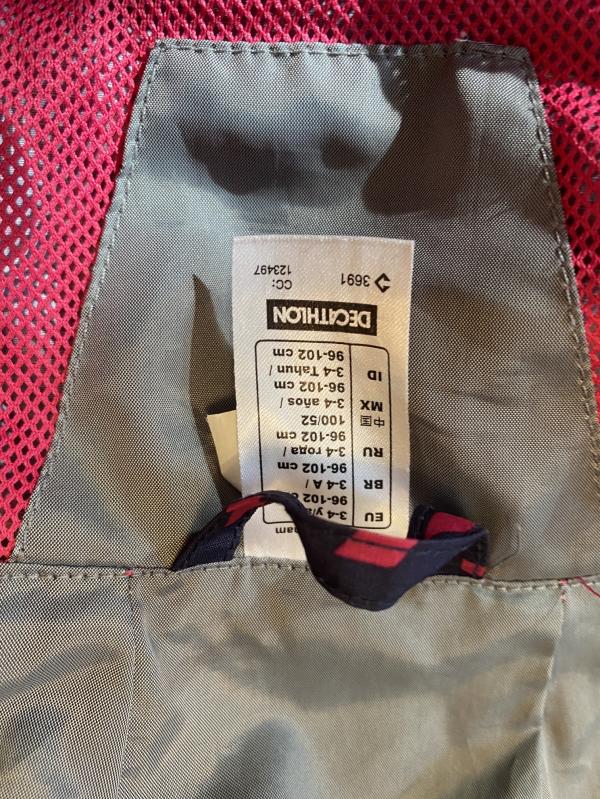 nam
EU 3-4 y/a
96-102 c
BR 3-4 A /
96-102 cm
RU 3-4 года /
96-102 cm
中国 100/52
MX 3-4 años /
96-102 cm
ID 3-4 Tahun /
96-102 cm
DECATHLON
3691 CC:
123497